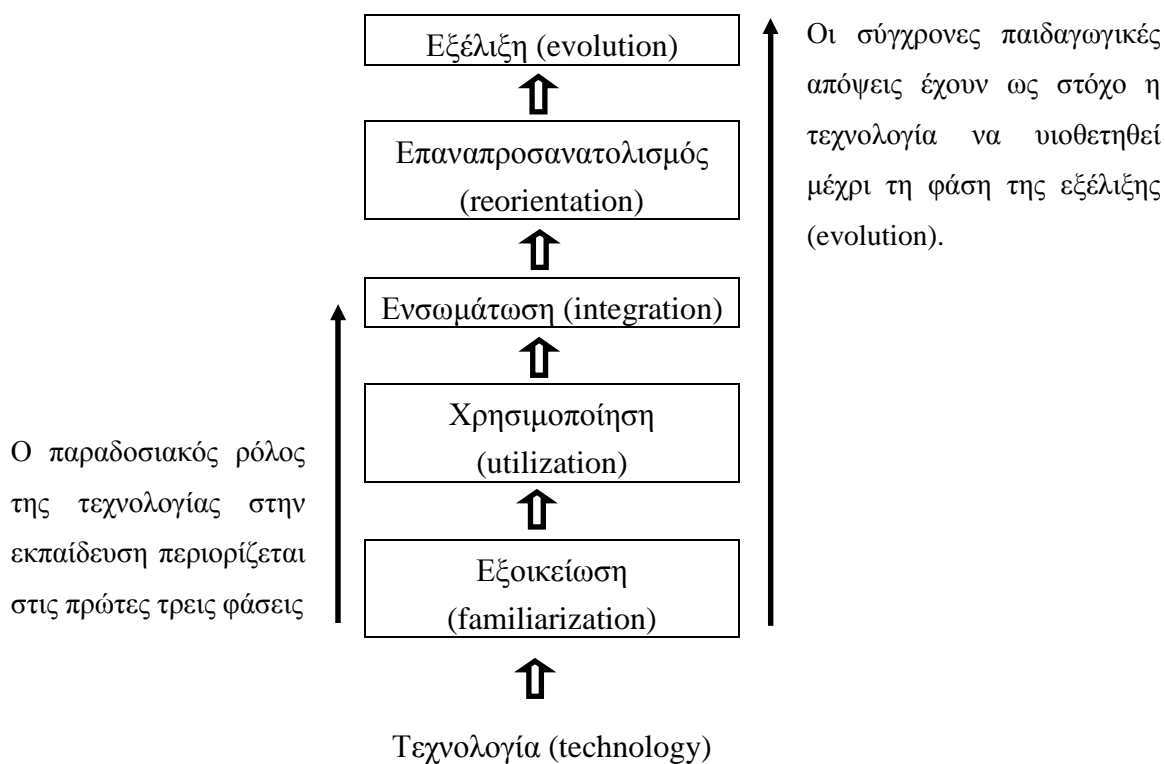 Εξέλιξη (evolution)
Επαναπροσανατολισμός
(reorientation)
Ενσωμάτωση (integration)
Χρησιμοποίηση
(utilization)
Εξοικείωση
(familiarization)
Τεχνολογία (technology)
Οι σύγχρονες παιδαγωγικές
απόψεις έχουν ως στόχο η
τεχνολογία να υιοθετηθεί
μέχρι τη φάση της εξέλιξης
(evolution).
Ο παραδοσιακός ρόλος
της τεχνολογίας στην
εκπαίδευση περιορίζεται
στις πρώτες τρεις φάσεις